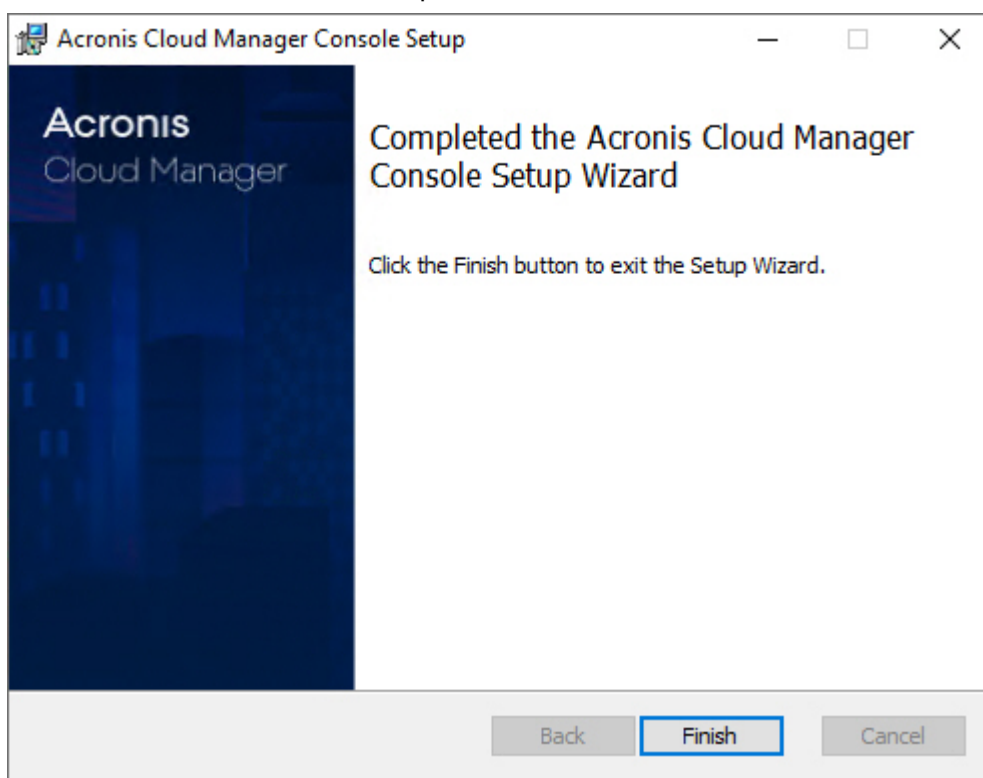 Acronis Cloud Manager Console Setup
Acronis
Cloud Manager
Completed the Acronis Cloud Manager
Console Setup Wizard
Click the Finish button to exit the Setup Wizard.
Back
Finish
Cancel